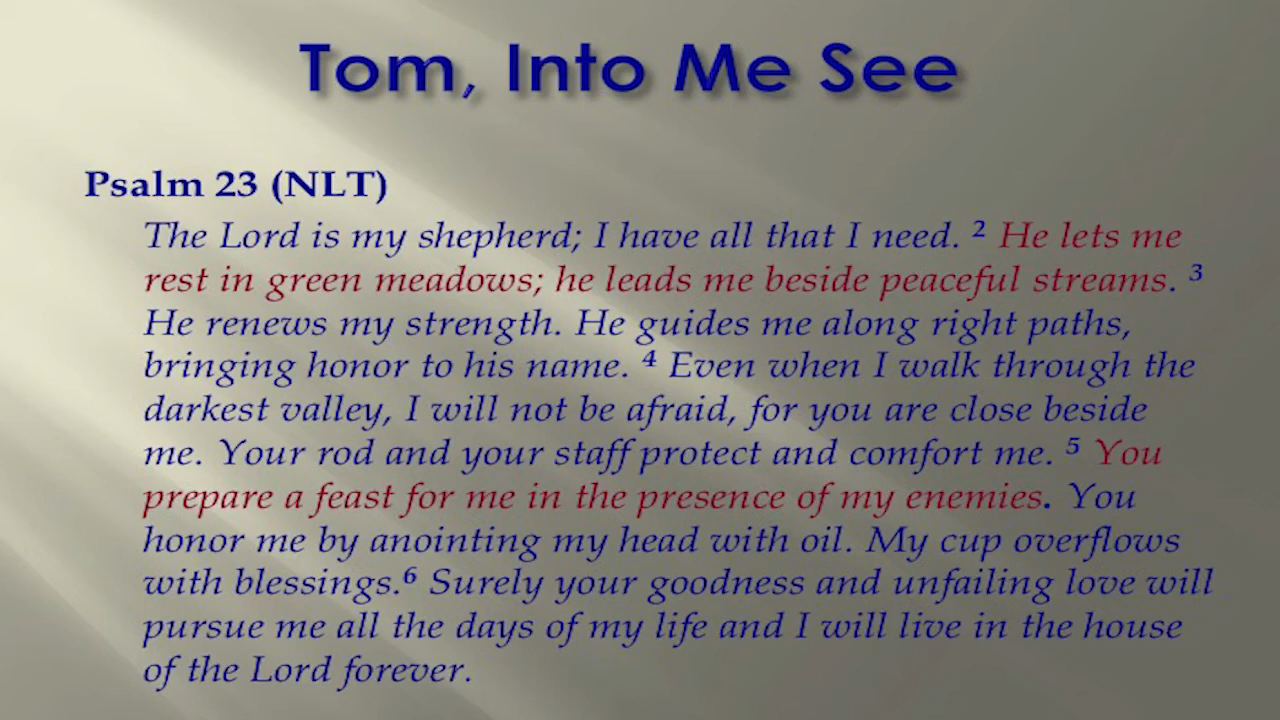 Tom, Into Me See
Psalm 23 (NLT)
The Lord is my shepherd; I have all that I need. 2 He lets me
rest in green meadows; he leads me beside peaceful streams. 3
He renews my strength. He guides me along right paths,
bringing honor to his name. 4 Even when I walk through the
darkest valley, I will not be afraid, for you are close beside
me. Your rod and your staff protect and comfort me. 5 You
prepare a feast for me in the presence of my enemies. You
honor me by anointing my head with oil. My cup overflows
with blessings.6 Surely your goodness and unfailing love will
pursue me all the days of my life and I will live in the house
of the Lord forever.